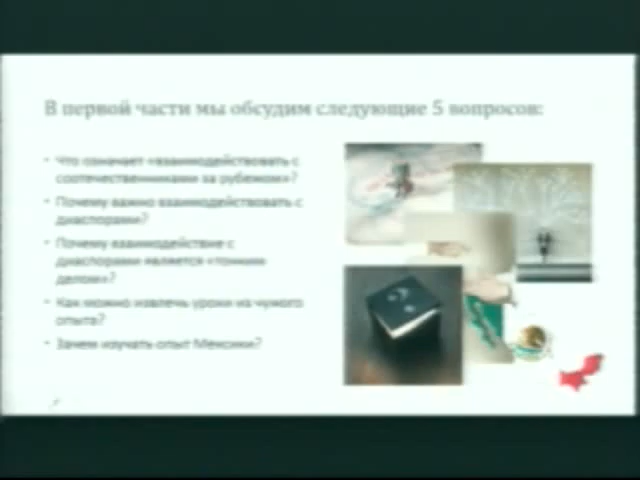 В первой части мы обсудим следующие 5 вопросов:
• Что означает «взаимодействовать с
соотечественниками за рубежом»?
• Почему важно взаимодействовать с
диаспорами?
• Почему взаимодействие с
диаспорами является «тонким
делом»?
• Как можно извлечь уроки из чужого
опыта?
• Зачем изучать опыт Мексики?